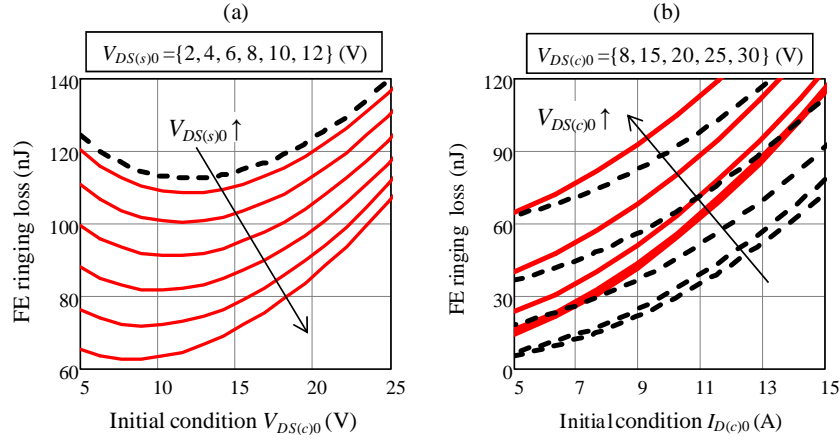 (a)
V_DS(s)0 ={2, 4, 6, 8, 10, 12} (V)
140
120
100
80
60
5
10
15
20
25
FE ringing loss (nJ)
V_DS(s)0 ↑
Initial condition V_DS(c)0 (V)
(b)
V_DS(c)0 ={8, 15, 20, 25, 30} (V)
120
90
60
30
0
5
7
9
11
13
15
FE ringing loss (nJ)
V_DS(c)0 ↑
Initial condition I_D(c)0 (A)